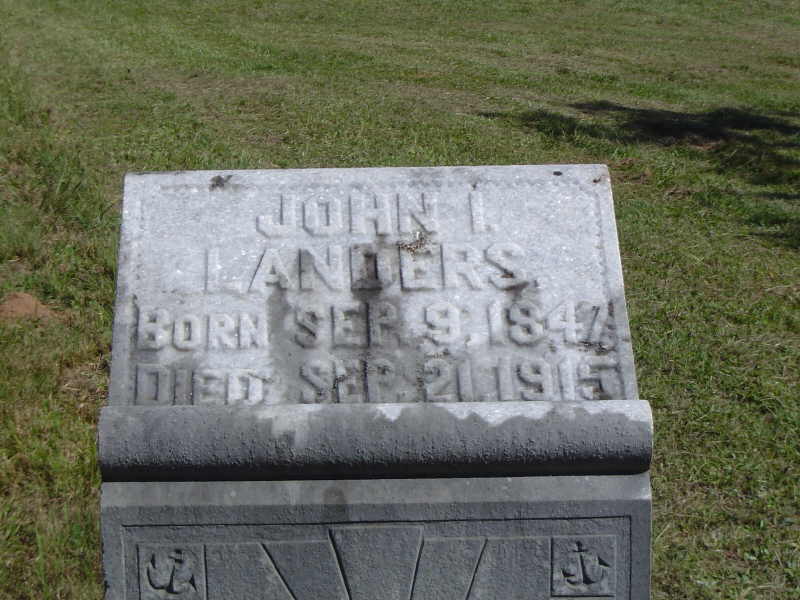 JOHN I.
LANDERS.
BORN SEP. 9, 1847,
DIED SEP. 21, 1915